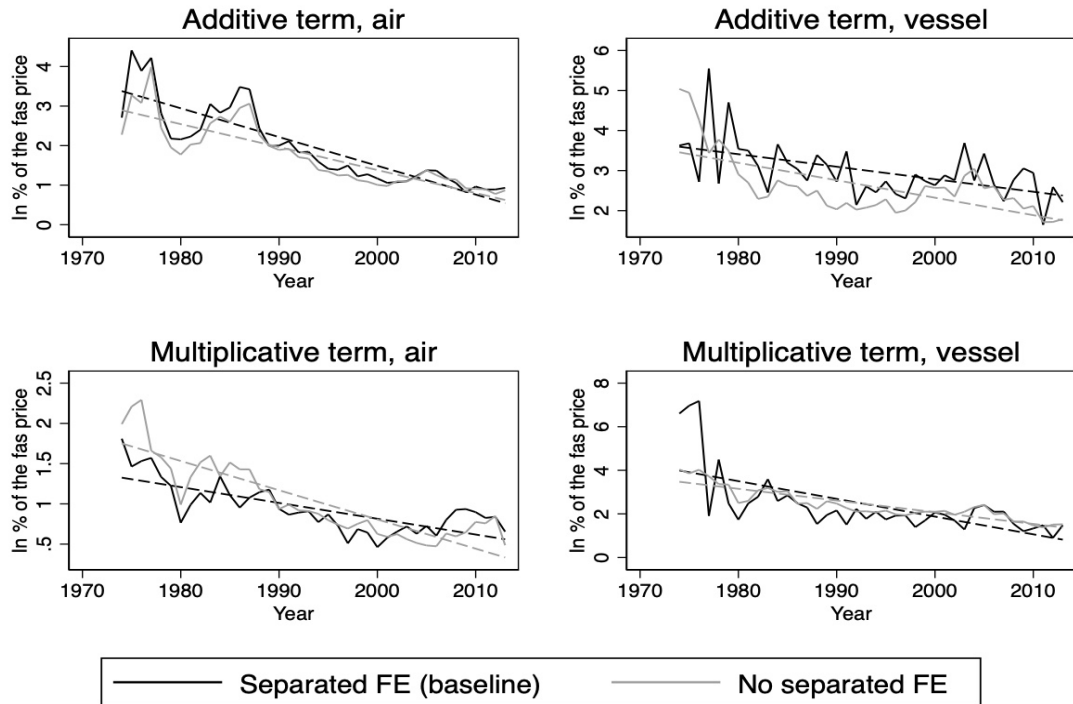 Additive term, air
In % of the fas price
4
3
2
1
0
1970 1980 1990 2000 2010
Year
Additive term, vessel
In % of the fas price
6
5
4
3
2
1970 1980 1990 2000 2010
Year
Multiplicative term, air
In % of the fas price
2.5
2
1.5
1
.5
1970 1980 1990 2000 2010
Year
Multiplicative term, vessel
In % of the fas price
8
6
4
2
0
1970 1980 1990 2000 2010
Year
Separated FE (baseline) No separated FE